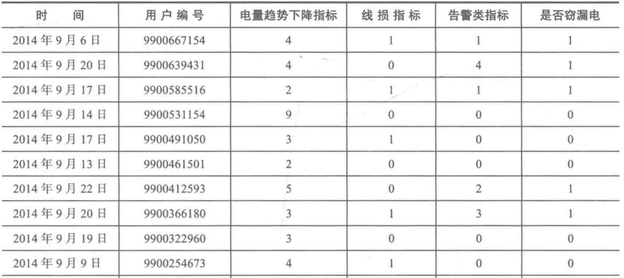 时 间 用户编号 电量趋势下降指标 线损指标 告警类指标 是否窃漏电
2014年9月6日 9900667154 4 1 1 1
2014年9月20日 9900639431 4 0 4 1
2014年9月17日 9900585516 2 1 1 1
2014年9月14日 9900531154 9 0 0 0
2014年9月17日 9900491050 3 1 0 0
2014年9月13日 9900461501 2 0 0 0
2014年9月22日 9900412593 5 0 2 1
2014年9月20日 9900366180 3 1 3 1
2014年9月19日 9900322960 3 0 0 0
2014年9月9日 9900254673 4 1 0 0